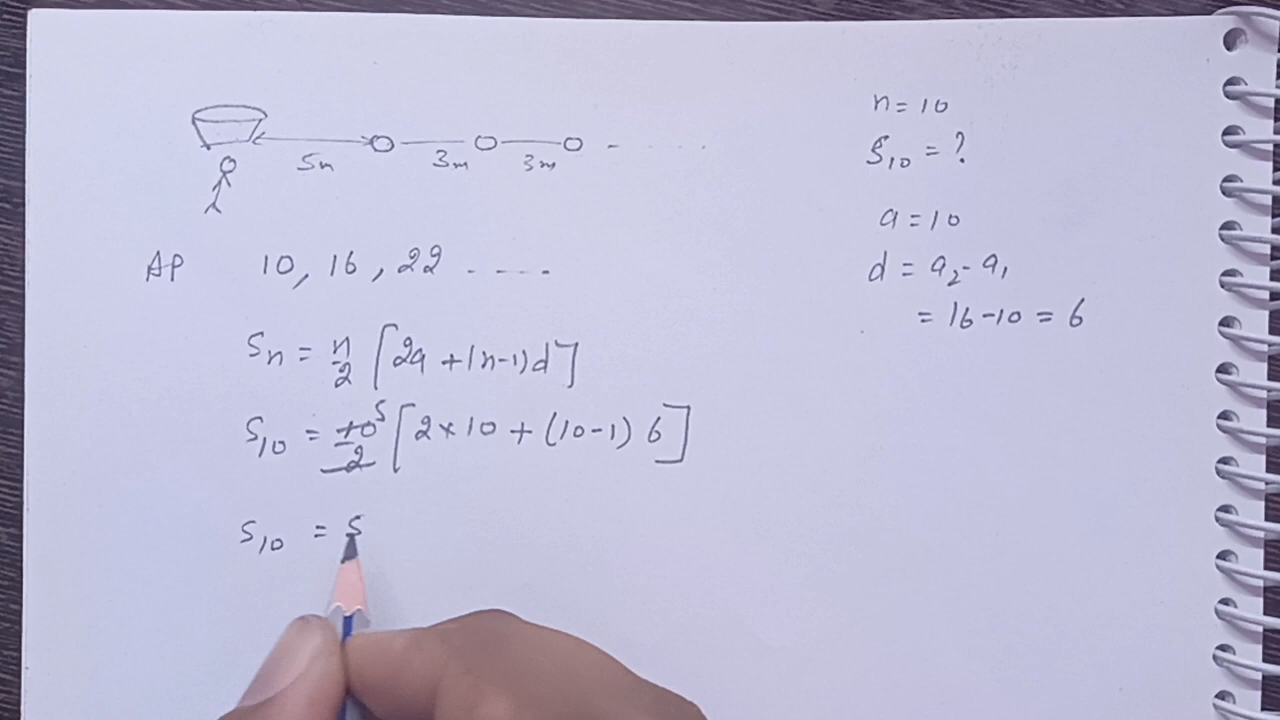 5m 3m 3m
AP 10, 16, 22 -----
Sn = n/2 [2a + (n-1)d]
S10 = 10/2 5 [2×10 + (10-1) 6]
S10 = 5
n = 10
S10 = ?
a = 10
d = a2 - a1
= 16-10 = 6